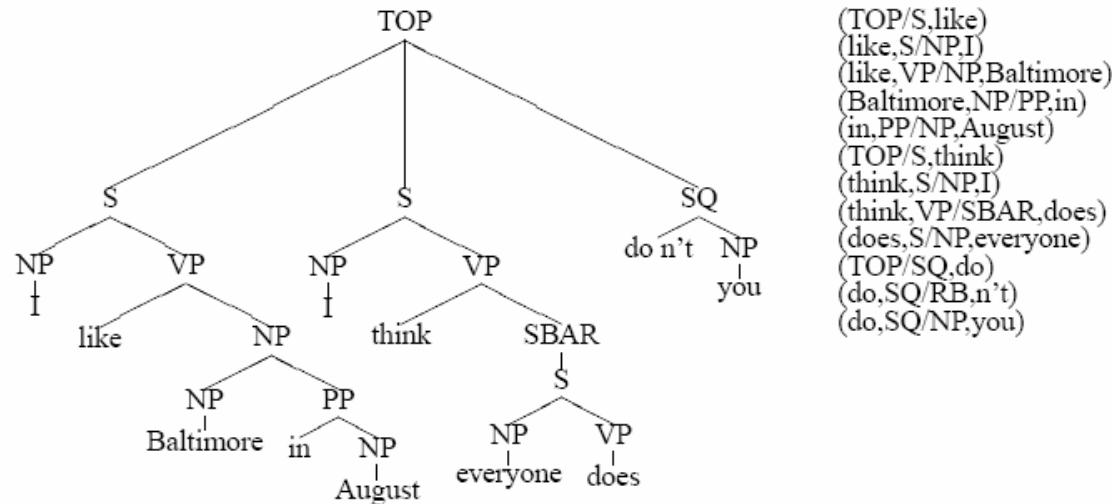 TOP
S S SQ
NP VP NP VP do n't NP
I like NP I think SBAR you
NP PP S
Baltimore in NP NP VP
August everyone does
(TOP/S,like)
(like,S/NP,I)
(like,VP/NP,Baltimore)
(Baltimore,NP/PP,in)
(in,PP/NP,August)
(TOP/S,think)
(think,S/NP,I)
(think,VP/SBAR,does)
(does,S/NP,everyone)
(TOP/SQ,do)
(do,SQ/RB,n't)
(do,SQ/NP,you)